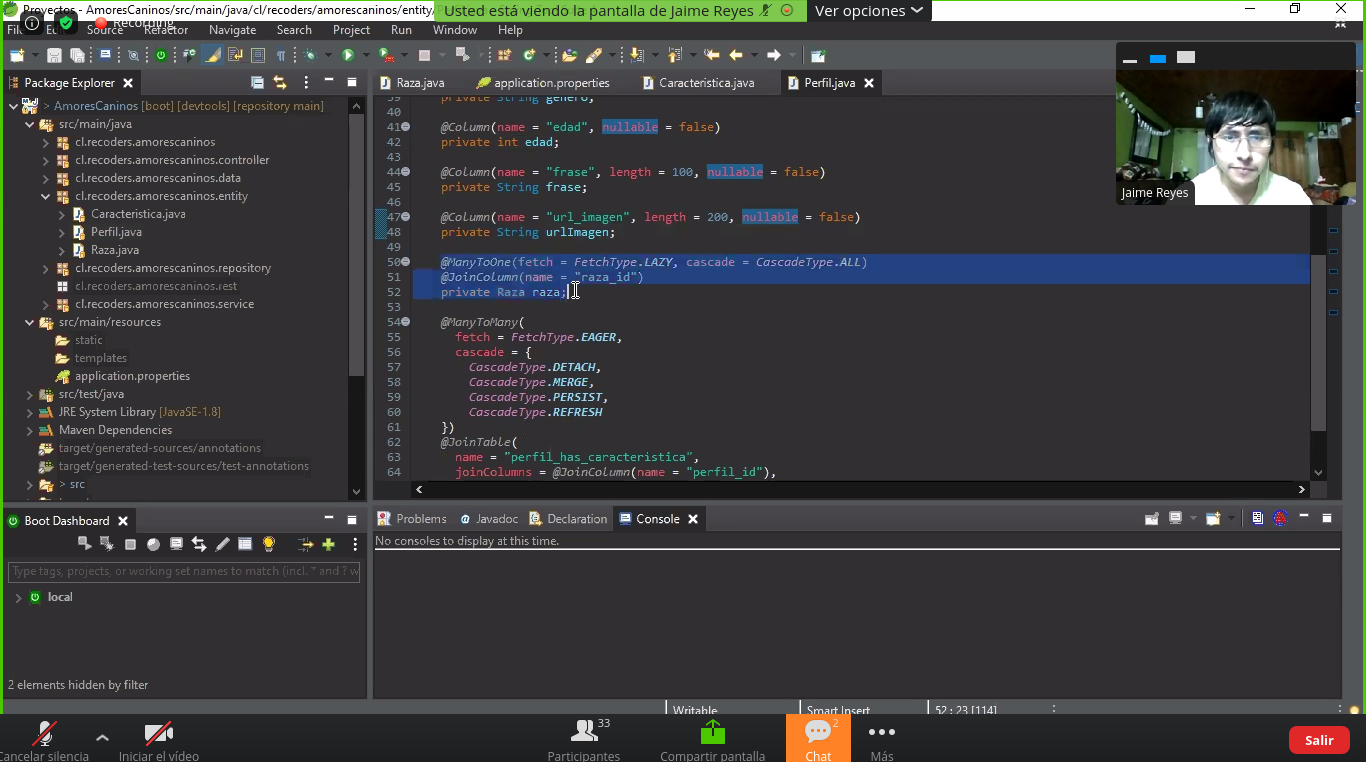 Proyectos - AmoresCaninos/src/main/java/cl/recoders/amorescaninos/entity/
Usted está viendo la pantalla de Jaime Reyes
Ver opciones
Recording
Source Refactor Navigate Search Project Run Window Help
Package Explorer
Raza.java
application.properties
Caracteristica.java
Perfil.java
> AmoresCaninos [boot] [devtools] [repository main]
src/main/java
cl.recoders.amorescaninos
cl.recoders.amorescaninos.controller
cl.recoders.amorescaninos.data
cl.recoders.amorescaninos.entity
Caracteristica.java
Perfil.java
Raza.java
cl.recoders.amorescaninos.repository
cl.recoders.amorescaninos.rest
cl.recoders.amorescaninos.service
src/main/resources
static
templates
application.properties
src/test/java
JRE System Library [JavaSE-1.8]
Maven Dependencies
target/generated-sources/annotations
target/generated-test-sources/test-annotations
> src
39 private String genero;
40
41 @Column(name = "edad", nullable = false)
42 private int edad;
43
44 @Column(name = "frase", length = 100, nullable = false)
45 private String frase;
46
47 @Column(name = "url_imagen", length = 200, nullable = false)
48 private String urlImagen;
49
50 @ManyToOne(fetch = FetchType.LAZY, cascade = CascadeType.ALL)
51 @JoinColumn(name = "raza_id")
52 private Raza raza;
53
54 @ManyToMany(
55 fetch = FetchType.EAGER,
56 cascade = {
57 CascadeType.DETACH,
58 CascadeType.MERGE,
59 CascadeType.PERSIST,
60 CascadeType.REFRESH
61 })
62 @JoinTable(
63 name = "perfil_has_caracteristica",
64 joinColumns = @JoinColumn(name = "perfil_id"),
Jaime Reyes
Boot Dashboard
Type tags, projects, or working set names to match (incl. * and ? w
local
2 elements hidden by filter
Problems
@ Javadoc
Declaration
Console
No consoles to display at this time.
Writable
Smart Insert
52 : 23 [114]
Cancelar silencia
Iniciar el vídeo
33
Participantes
Compartir pantalla
2
Chat
Más
Salir